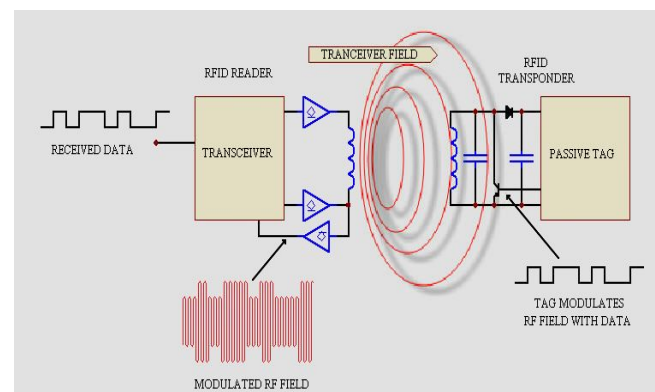 TRANCEIVER FIELD
RFID READER
RFID
TRANSPONDER
RECEIVED DATA
TRANSCEIVER
PASSIVE TAG
TAG MODULATES
RF FIELD WITH DATA
MODULATED RF FIELD